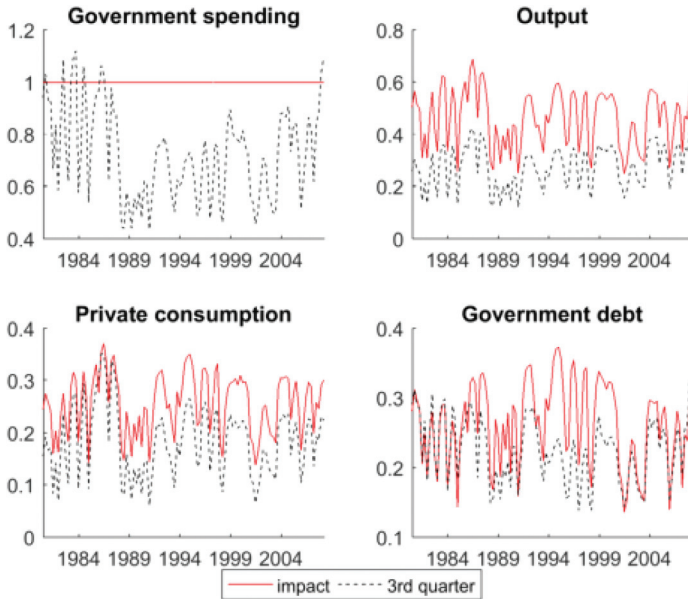 Government spending
Output
1.2
1
0.8
0.6
0.4
1984 1989 1994 1999 2004
0.8
0.6
0.4
0.2
0
1984 1989 1994 1999 2004
Private consumption
Government debt
0.4
0.3
0.2
0.1
0
1984 1989 1994 1999 2004
0.4
0.3
0.2
0.1
1984 1989 1994 1999 2004
impact 3rd quarter